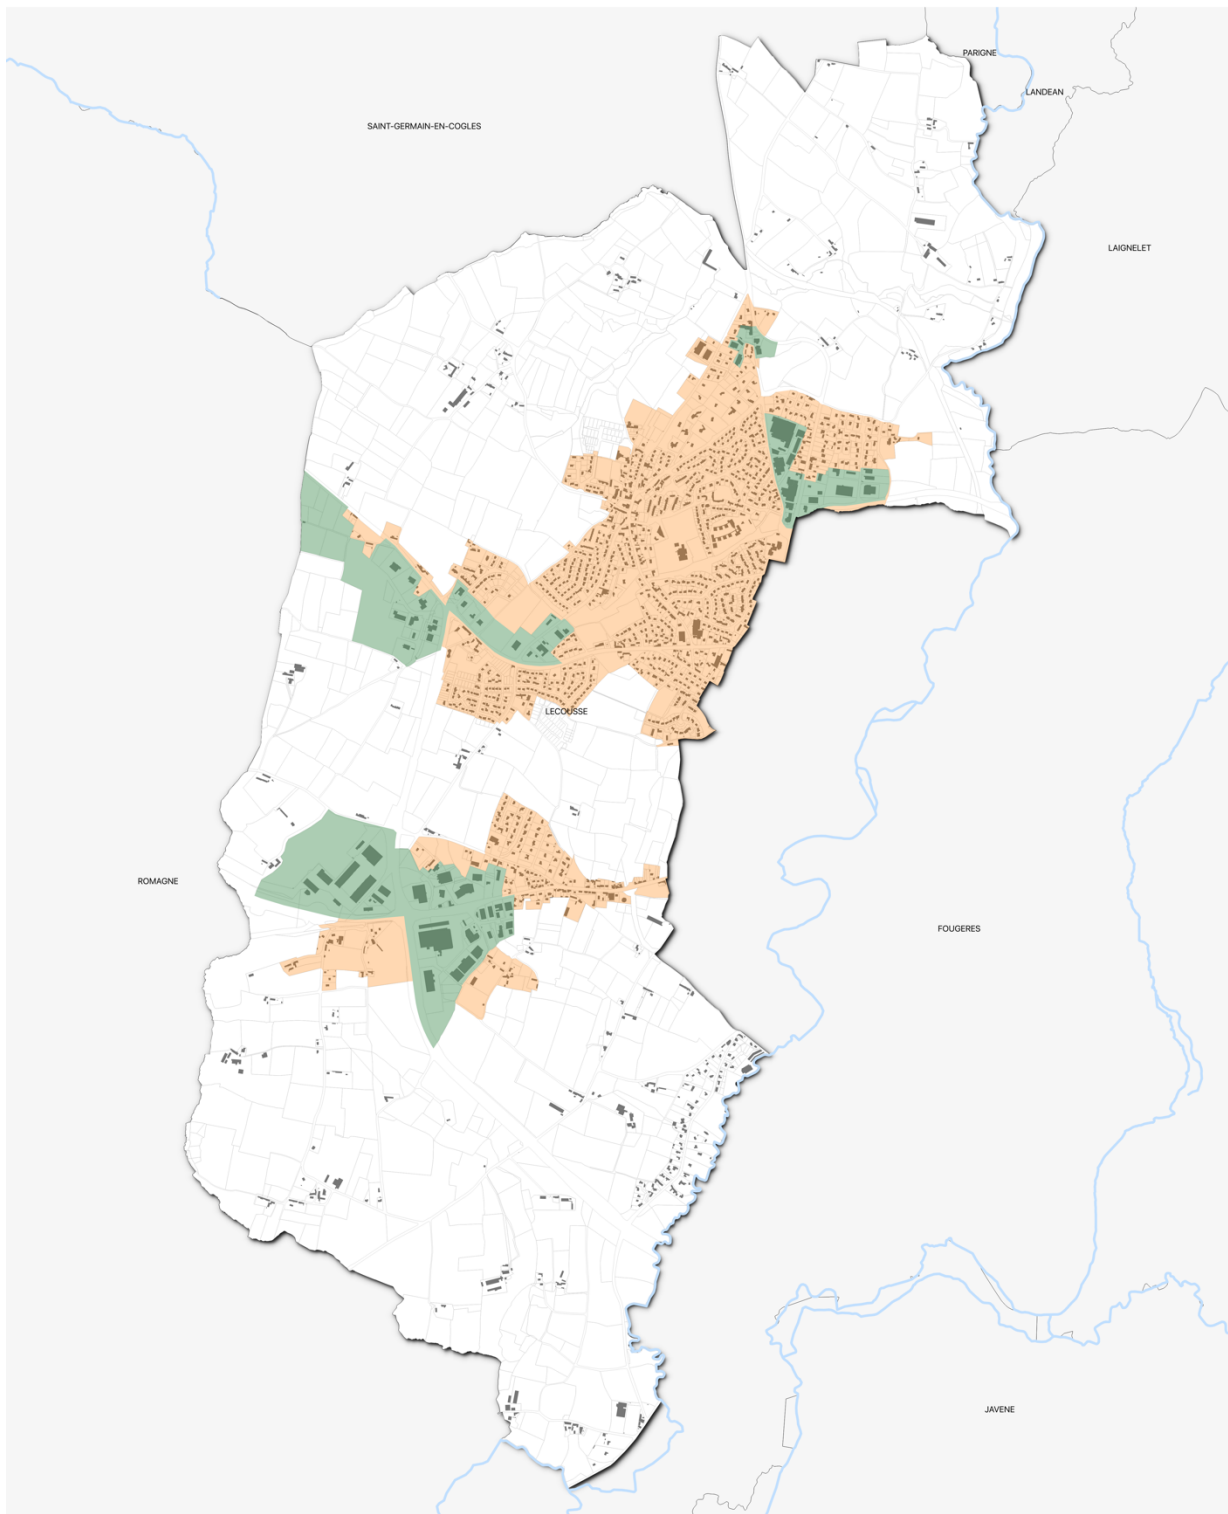 PARIGNE
LANDEAN
SAINT-GERMAIN-EN-COGLES
LAIGNELET
LECOUSSE
ROMAGNE
FOUGERES
JAVENE